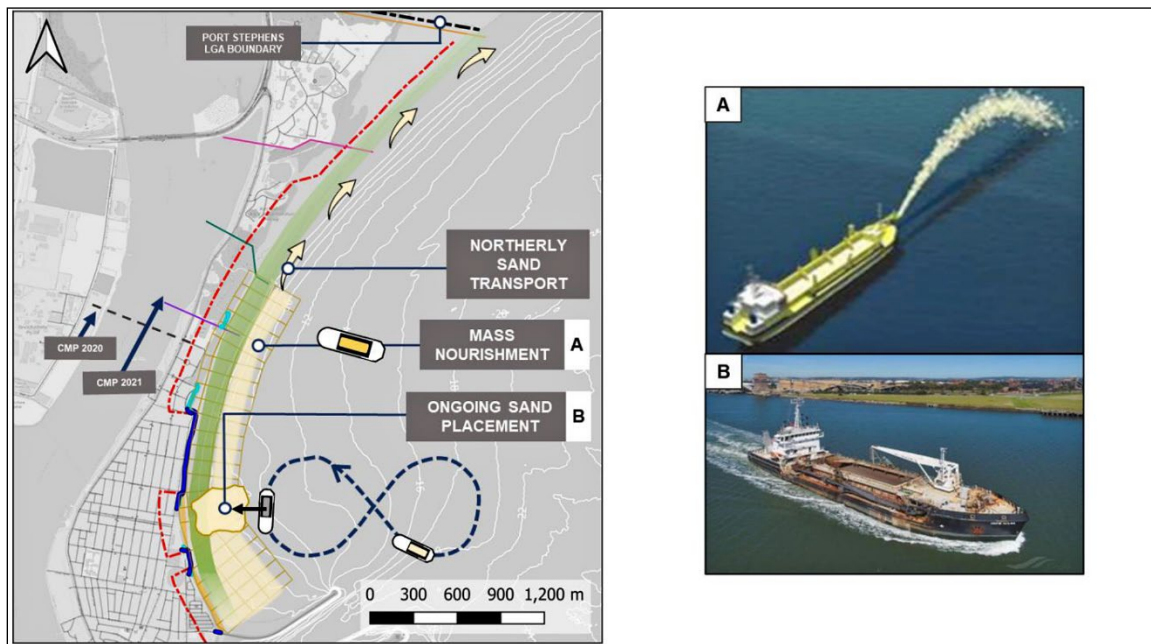 PORT STEPHENS
LGA BOUNDARY
NORTHERLY
SAND
TRANSPORT
CMP 2020
CMP 2021
MASS
NOURISHMENT
A
ONGOING SAND
PLACEMENT
B
0 300 600 900 1,200 m
A
B